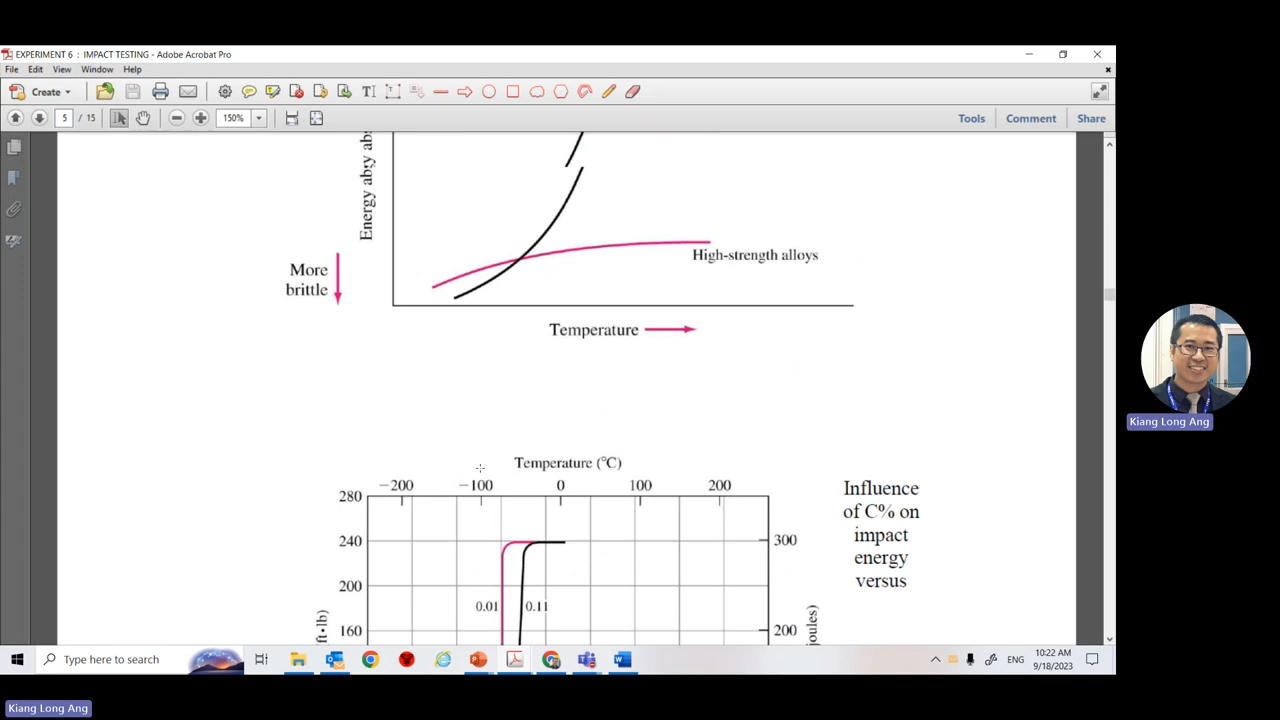 EXPERIMENT 6 : IMPACT TESTING - Adobe Acrobat Pro
File Edit View Window Help
Create
5 / 15
150%
Tools Comment Share
Energy
More
brittle
High-strength alloys
Temperature
Temperature (°C)
−200 −100 0 100 200
280
240
200
160
0.01 0.11
300
200
Influence
of C% on
impact
energy
versus
ft•lb)
joules)
Kiang Long Ang
Type here to search
ENG
10:22 AM
9/18/2023
Kiang Long Ang